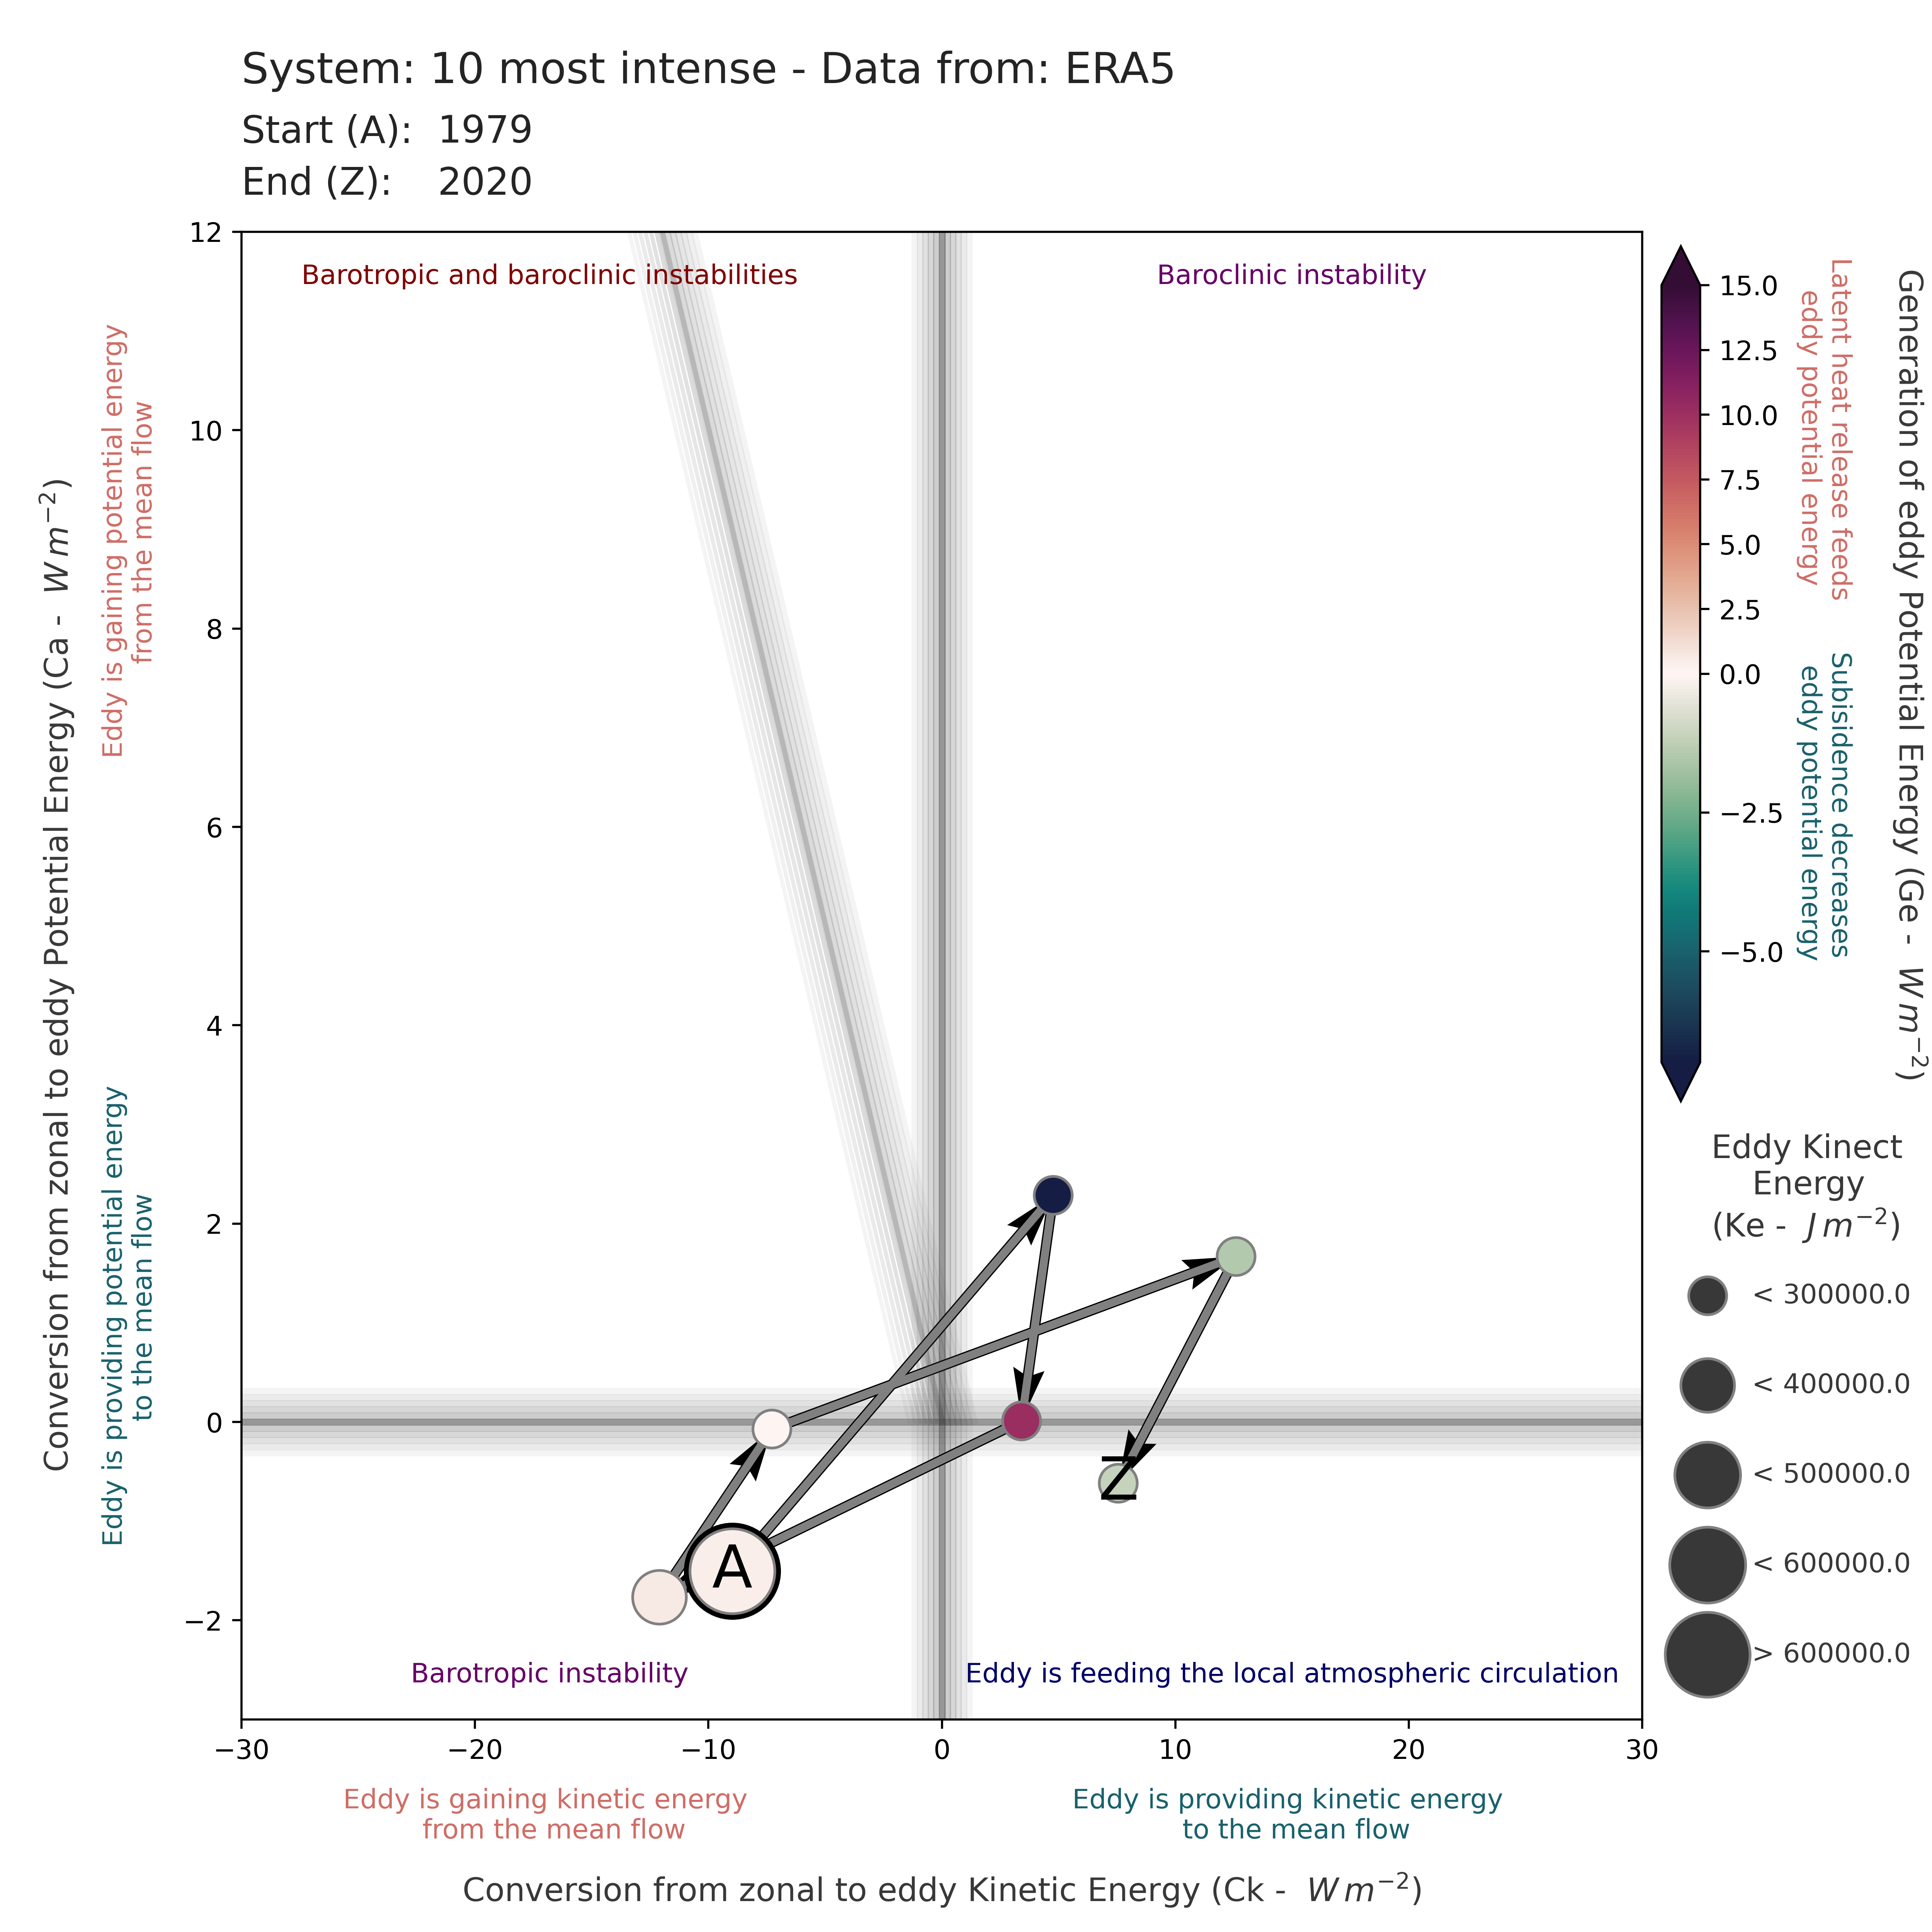 System: 10 most intense - Data from: ERA5
Start (A): 1979
End (Z): 2020
12
10
8
6
4
2
0
−2
−30
−20
−10
0
10
20
30
Conversion from zonal to eddy Potential Energy (Ca - W m⁻²)
Eddy is gaining potential energy
from the mean flow
Eddy is providing potential energy
to the mean flow
Barotropic and baroclinic instabilities
Baroclinic instability
A
Z
Barotropic instability
Eddy is feeding the local atmospheric circulation
Eddy is gaining kinetic energy
from the mean flow
Eddy is providing kinetic energy
to the mean flow
Conversion from zonal to eddy Kinetic Energy (Ck - W m⁻²)
15.0
12.5
10.0
7.5
5.0
2.5
0.0
−2.5
−5.0
Latent heat release feeds
eddy potential energy
Subisidence decreases
eddy potential energy
Generation of eddy Potential Energy (Ge - W m⁻²)
Eddy Kinect
Energy
(Ke - J m⁻²)
< 300000.0
< 400000.0
< 500000.0
< 600000.0
> 600000.0